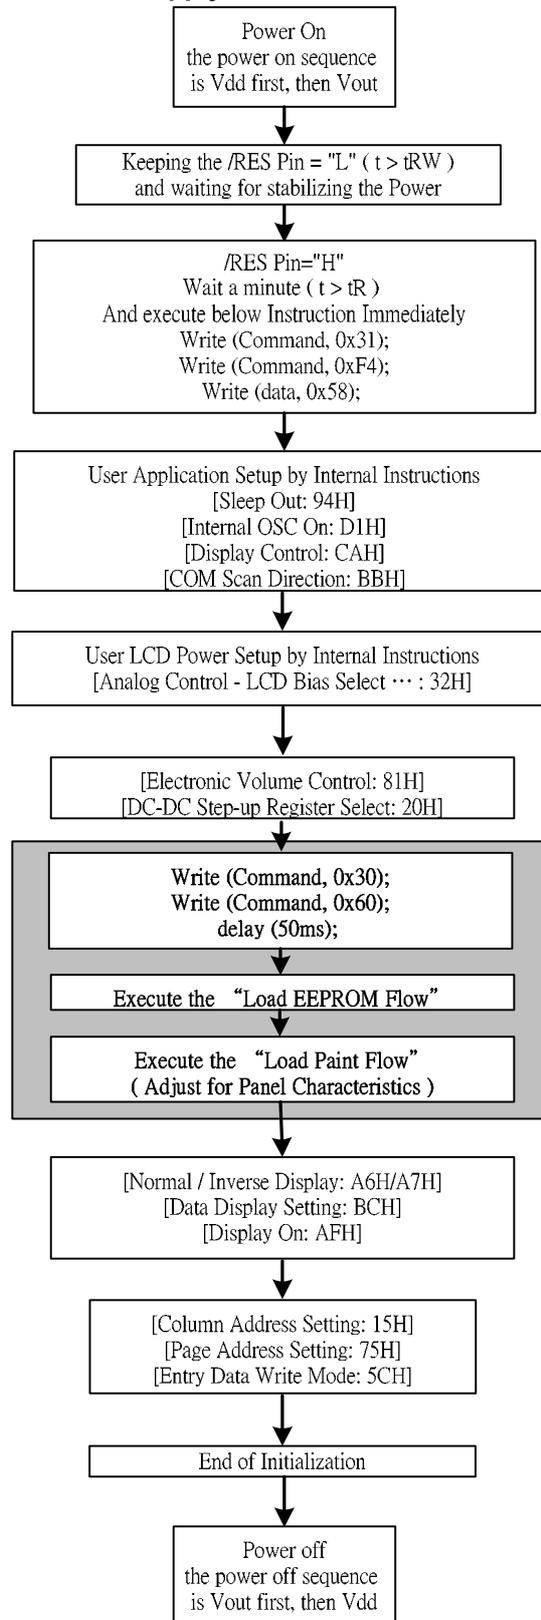 Power On
the power on sequence
is Vdd first, then Vout
Keeping the /RES Pin = "L" ( t > tRW )
and waiting for stabilizing the Power
/RES Pin="H"
Wait a minute ( t > tR )
And execute below Instruction Immediately
Write (Command, 0x31);
Write (Command, 0xF4);
Write (data, 0x58);
User Application Setup by Internal Instructions
[Sleep Out: 94H]
[Internal OSC On: D1H]
[Display Control: CAH]
[COM Scan Direction: BBH]
User LCD Power Setup by Internal Instructions
[Analog Control - LCD Bias Select ⋯ : 32H]
[Electronic Volume Control: 81H]
[DC-DC Step-up Register Select: 20H]
Write (Command, 0x30);
Write (Command, 0x60);
delay (50ms);
Execute the “Load EEPROM Flow”
Execute the “Load Paint Flow”
( Adjust for Panel Characteristics )
[Normal / Inverse Display: A6H/A7H]
[Data Display Setting: BCH]
[Display On: AFH]
[Column Address Setting: 15H]
[Page Address Setting: 75H]
[Entry Data Write Mode: 5CH]
End of Initialization
Power off
the power off sequence
is Vout first, then Vdd